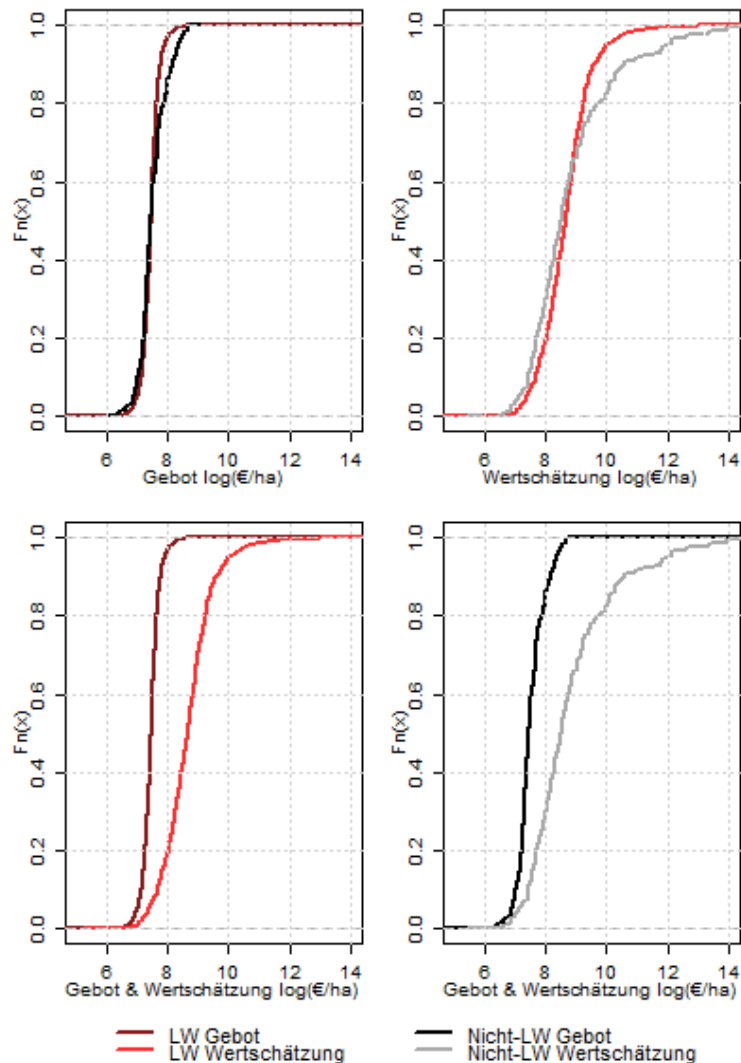 1.0
0.8
0.6
0.4
0.2
0.0
Fn(x)
6 8 10 12 14
Gebot log(€/ha)
1.0
0.8
0.6
0.4
0.2
0.0
Fn(x)
6 8 10 12 14
Wertschätzung log(€/ha)
1.0
0.8
0.6
0.4
0.2
0.0
Fn(x)
6 8 10 12 14
Gebot & Wertschätzung log(€/ha)
1.0
0.8
0.6
0.4
0.2
0.0
Fn(x)
6 8 10 12 14
Gebot & Wertschätzung log(€/ha)
LW Gebot
LW Wertschätzung
Nicht-LW Gebot
Nicht-LW Wertschätzung